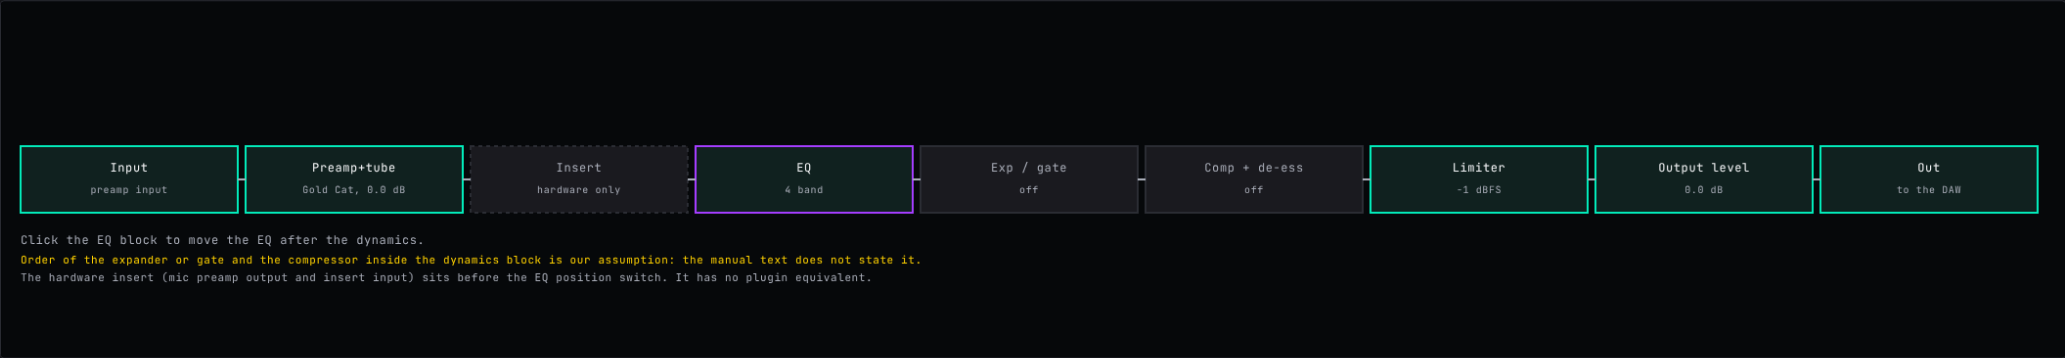 Input
preamp input
Preamp+tube
Gold Cat, 0.0 dB
Insert
hardware only
EQ
4 band
Exp / gate
off
Comp + de-ess
off
Limiter
-1 dBFS
Output level
0.0 dB
Out
to the DAW
Click the EQ block to move the EQ after the dynamics.
Order of the expander or gate and the compressor inside the dynamics block is our assumption: the manual text does not state it.
The hardware insert (mic preamp output and insert input) sits before the EQ position switch. It has no plugin equivalent.